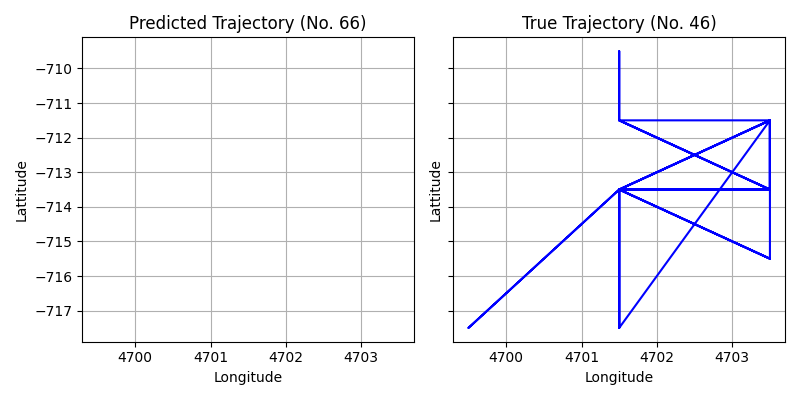 Predicted Trajectory (No. 66)
True Trajectory (No. 46)
Lattitude
−710
−711
−712
−713
−714
−715
−716
−717
4700 4701 4702 4703
Longitude
Lattitude
4700 4701 4702 4703
Longitude